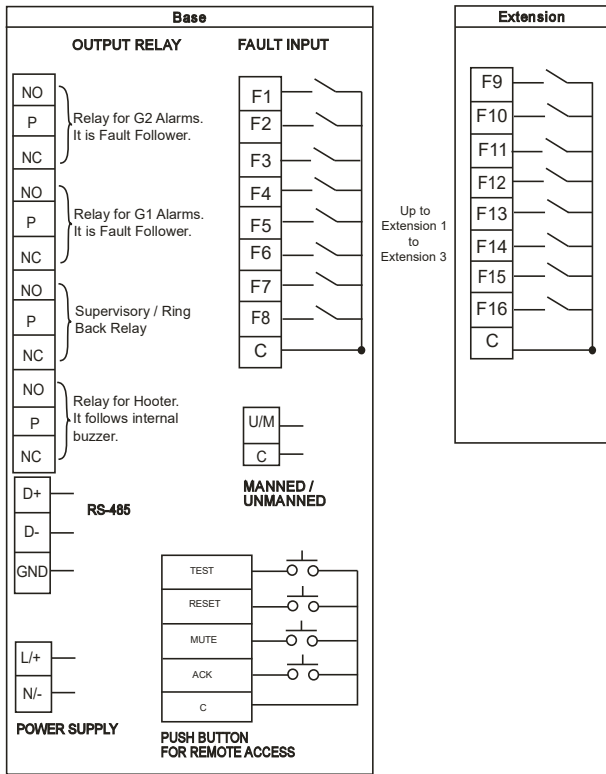 Base
OUTPUT RELAY
NO
P
NC
Relay for G2 Alarms.
It is Fault Follower.
NO
P
NC
Relay for G1 Alarms.
It is Fault Follower.
NO
P
NC
Supervisory / Ring
Back Relay
NO
P
NC
Relay for Hooter.
It follows internal
buzzer.
D+
D-
GND
RS-485
L/+
N/-
POWER SUPPLY
FAULT INPUT
F1
F2
F3
F4
F5
F6
F7
F8
C
U/M
C
MANNED /
UNMANNED
TEST
RESET
MUTE
ACK
C
PUSH BUTTON
FOR REMOTE ACCESS
Up to
Extension 1
to
Extension 3
Extension
F9
F10
F11
F12
F13
F14
F15
F16
C